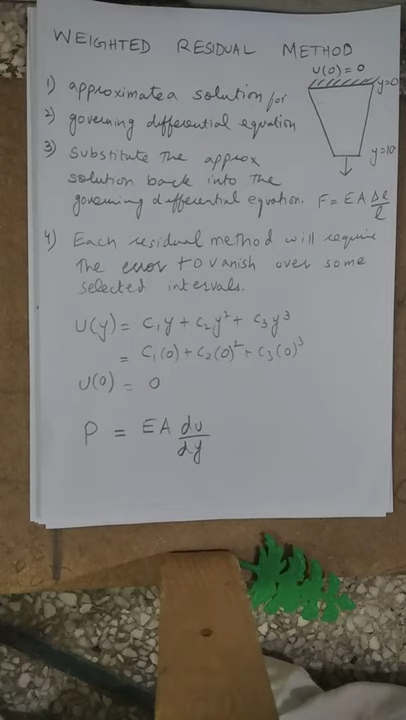 WEIGHTED RESIDUAL METHOD
U(0) = 0
y=0
y=10
F = EA Δl/l
1) approximate a solution for
2) governing differential equation
3) Substitute the approx
solution back into the
governing differential equation.
4) Each residual method will require
the error to vanish over some
selected intervals.
U(y) = C₁y + C₂y² + C₃y³
= C₁(0) + C₂(0)² + C₃(0)³
U(0) = 0
P = EA du/dy